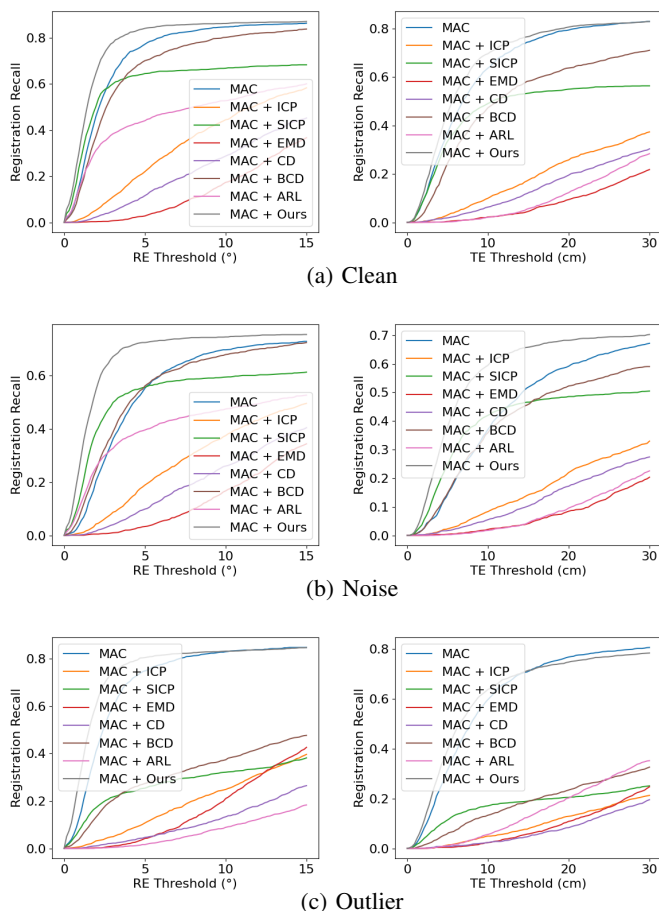 0.8
0.6
0.4
0.2
0.0
Registration Recall
MAC
MAC + ICP
MAC + SICP
MAC + EMD
MAC + CD
MAC + BCD
MAC + ARL
MAC + Ours
0 5 10 15
RE Threshold (°)
0.8
0.6
0.4
0.2
0.0
Registration Recall
MAC
MAC + ICP
MAC + SICP
MAC + EMD
MAC + CD
MAC + BCD
MAC + ARL
MAC + Ours
0 10 20 30
TE Threshold (cm)
(a) Clean
0.6
0.4
0.2
0.0
Registration Recall
MAC
MAC + ICP
MAC + SICP
MAC + EMD
MAC + CD
MAC + BCD
MAC + ARL
MAC + Ours
0 5 10 15
RE Threshold (°)
0.7
0.6
0.5
0.4
0.3
0.2
0.1
0.0
Registration Recall
MAC
MAC + ICP
MAC + SICP
MAC + EMD
MAC + CD
MAC + BCD
MAC + ARL
MAC + Ours
0 10 20 30
TE Threshold (cm)
(b) Noise
0.8
0.6
0.4
0.2
0.0
Registration Recall
MAC
MAC + ICP
MAC + SICP
MAC + EMD
MAC + CD
MAC + BCD
MAC + ARL
MAC + Ours
0 5 10 15
RE Threshold (°)
0.8
0.6
0.4
0.2
0.0
Registration Recall
MAC
MAC + ICP
MAC + SICP
MAC + EMD
MAC + CD
MAC + BCD
MAC + ARL
MAC + Ours
0 10 20 30
TE Threshold (cm)
(c) Outlier